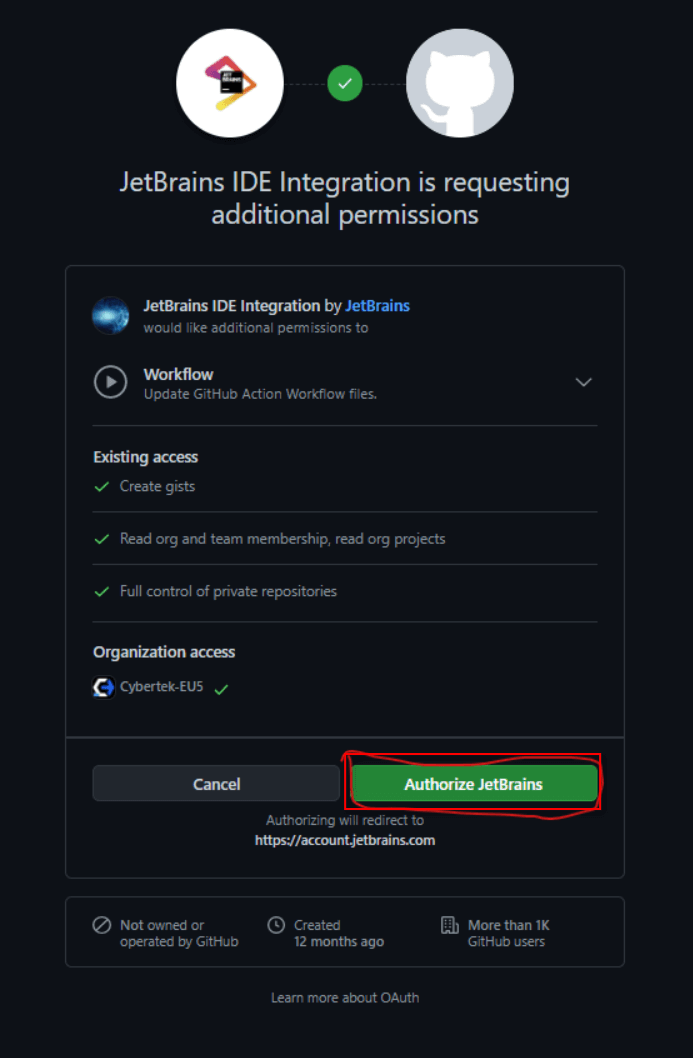 JET
BRAINS
JetBrains IDE Integration is requesting
additional permissions
JetBrains IDE Integration by JetBrains
would like additional permissions to
Workflow
Update GitHub Action Workflow files.
Existing access
Create gists
Read org and team membership, read org projects
Full control of private repositories
Organization access
Cybertek-EU5
Cancel
Authorize JetBrains
Authorizing will redirect to
https://account.jetbrains.com
Not owned or
operated by GitHub
Created
12 months ago
More than 1K
GitHub users
Learn more about OAuth